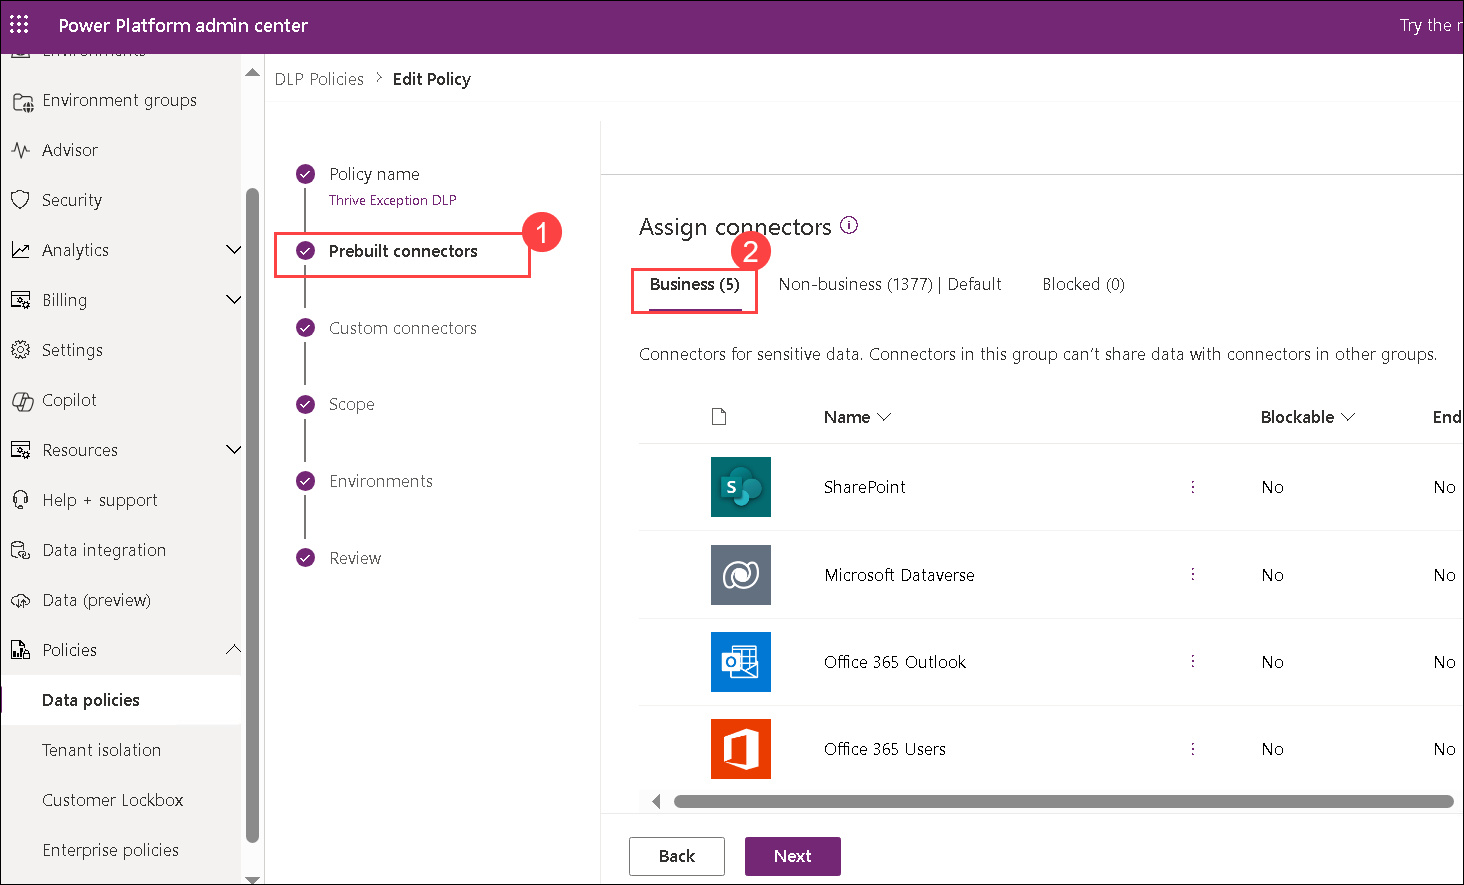 Power Platform admin center
Try the r
Environments
Environment groups
Advisor
Security
Analytics
Billing
Settings
Copilot
Resources
Help + support
Data integration
Data (preview)
Policies
Data policies
Tenant isolation
Customer Lockbox
Enterprise policies
DLP Policies > Edit Policy
Policy name
Thrive Exception DLP
Prebuilt connectors
1
Custom connectors
Scope
Environments
Review
Assign connectors
2
Business (5) Non-business (1377) | Default Blocked (0)
Connectors for sensitive data. Connectors in this group can't share data with connectors in other groups.
Name Blockable End
S
SharePoint No No
Microsoft Dataverse No No
Office 365 Outlook No No
Office 365 Users No No
Back Next